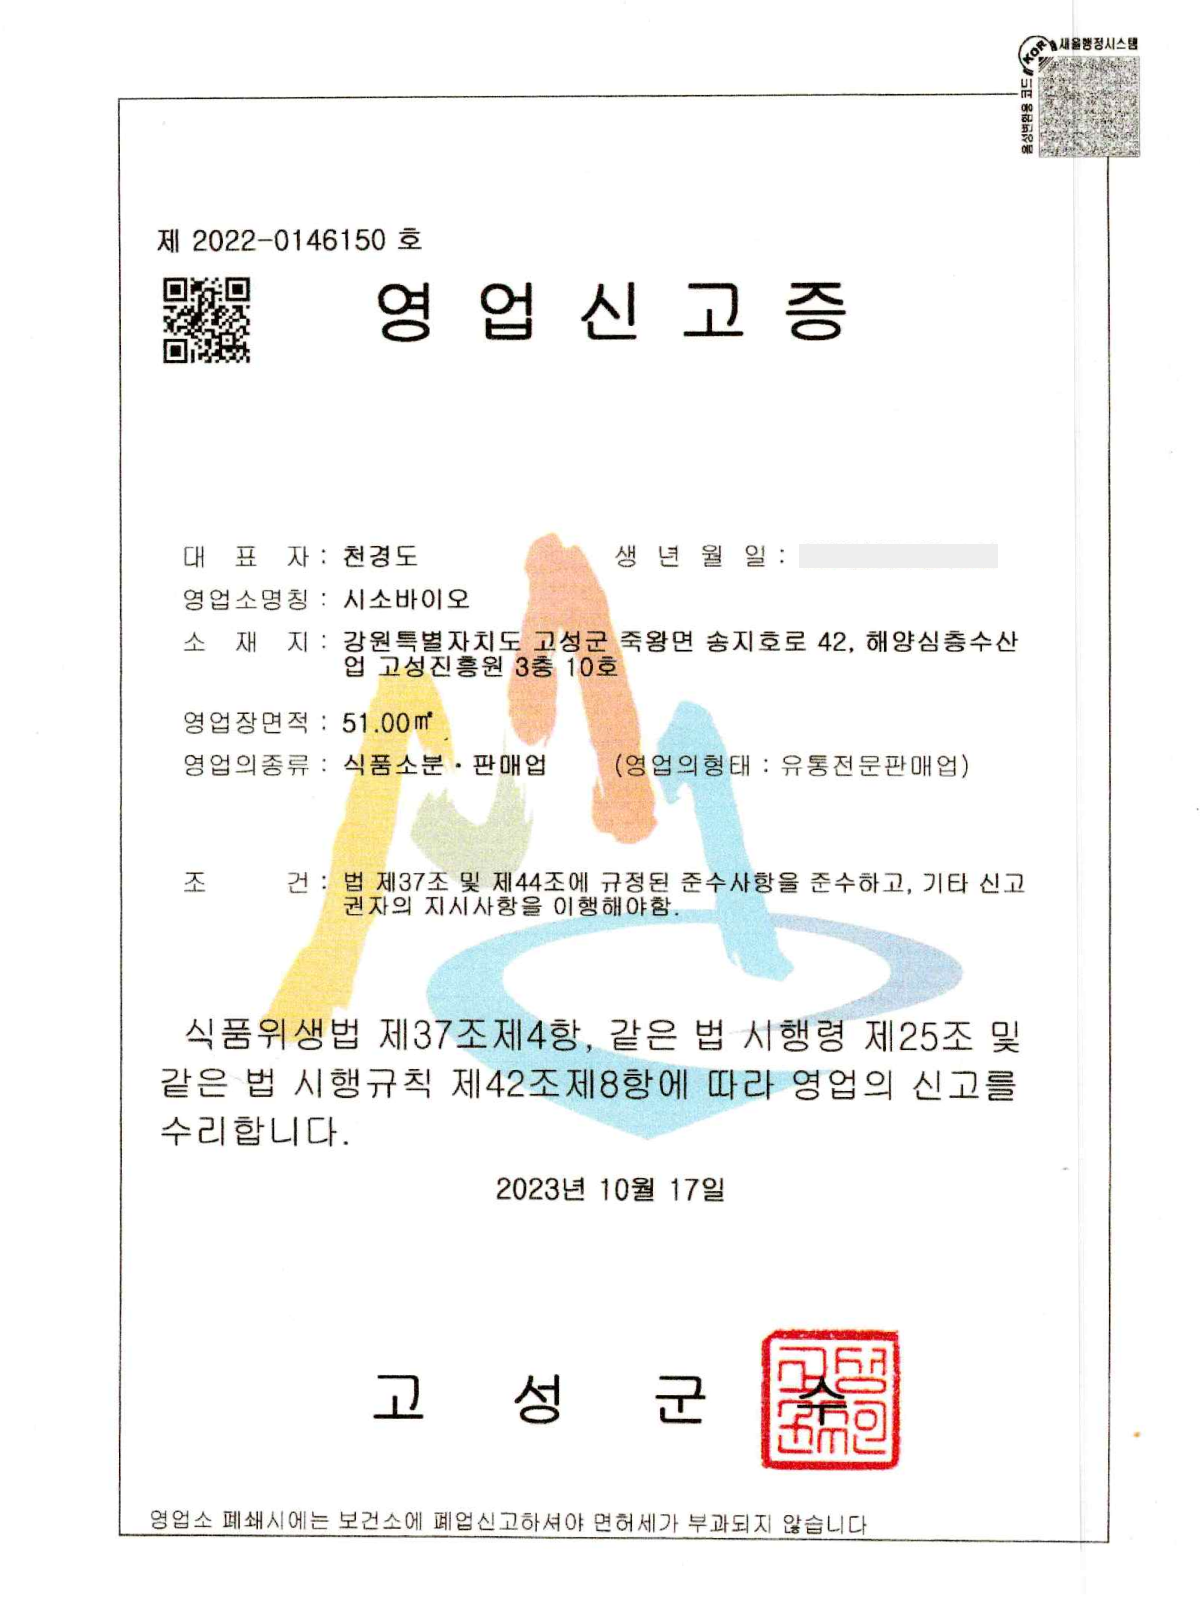 새올행정시스템
KOR
음성변환용 코드
제 2022-0146150 호
영업신고증
대 표 자 : 천경도 생 년 월 일 :
영업소명칭 : 시소바이오
소 재 지 : 강원특별자치도 고성군 죽왕면 송지호로 42, 해양심층수산
업 고성진흥원 3층 10호
영업장면적 : 51.00㎡
영업의종류 : 식품소분·판매업 (영업의형태 : 유통전문판매업)
조 건 : 법 제37조 및 제44조에 규정된 준수사항을 준수하고, 기타 신고
권자의 지시사항을 이행해야함.
식품위생법 제37조제4항, 같은 법 시행령 제25조 및
같은 법 시행규칙 제42조제8항에 따라 영업의 신고를
수리합니다.
2023년 10월 17일
고 성 군 수
영업소 폐쇄시에는 보건소에 폐업신고하셔야 면허세가 부과되지 않습니다